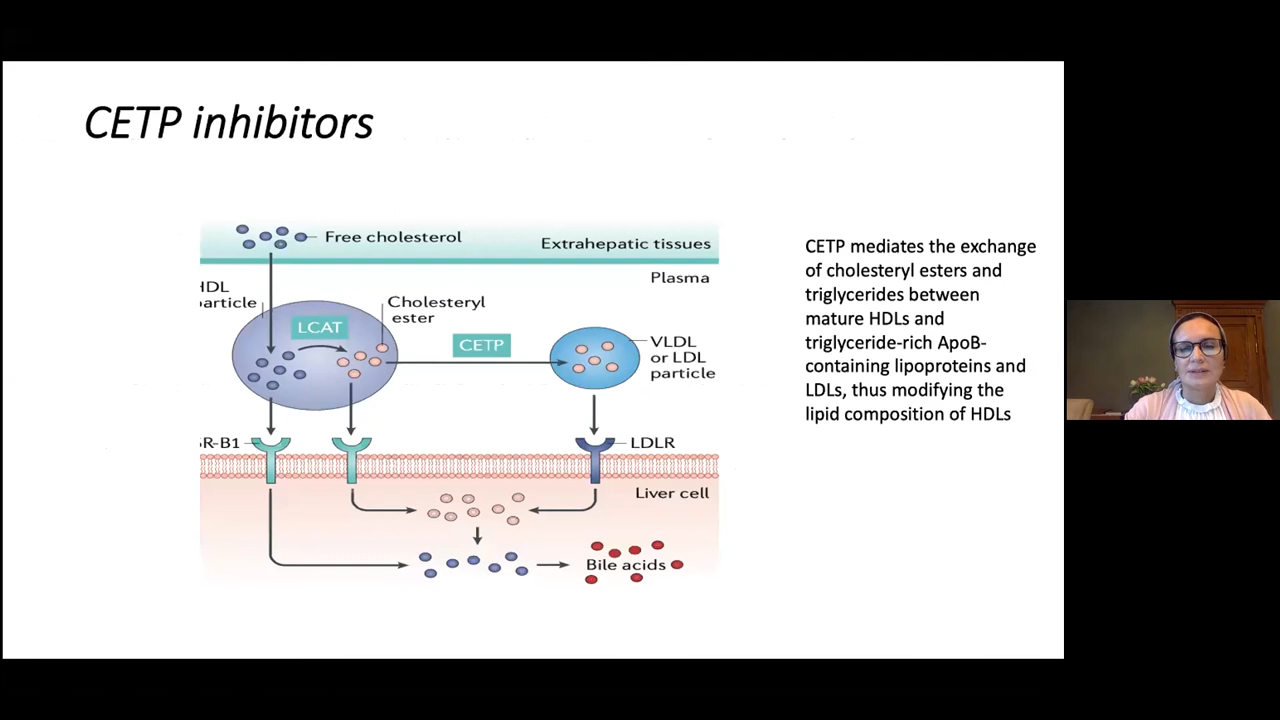 CETP inhibitors
Free cholesterol
Extrahepatic tissues
Plasma
HDL
particle
Cholesteryl
ester
LCAT
CETP
VLDL
or LDL
particle
SR-B1
LDLR
Liver cell
Bile acids
CETP mediates the exchange
of cholesteryl esters and
triglycerides between
mature HDLs and
triglyceride-rich ApoB-
containing lipoproteins and
LDLs, thus modifying the
lipid composition of HDLs